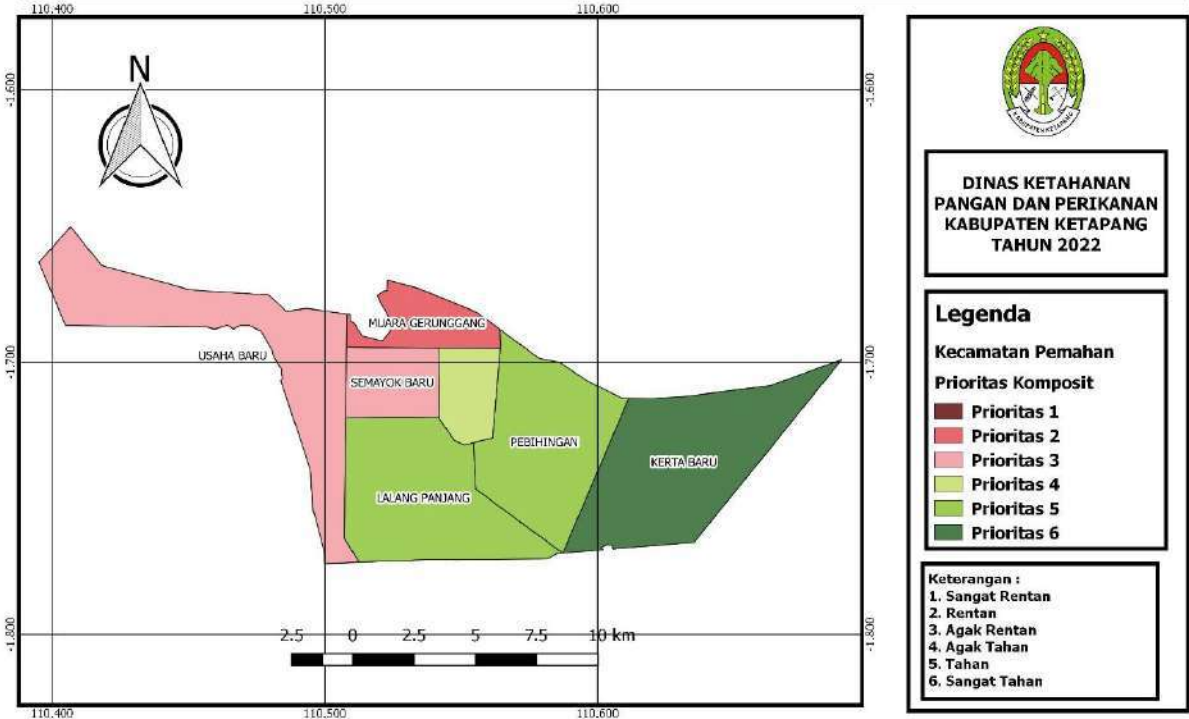 110.400
110.500
110.600
-1.600
-1.600
N
MUARA GERUNGGANG
USAHA BARU
-1.700
-1.700
SEMAYOK BARU
PEBIHINGAN
KERTA BARU
LALANG PANJANG
-1.800
-1.800
2.5 0 2.5 5 7.5 10 km
110.400
110.500
110.600
KABUPATEN KETAPANG
DINAS KETAHANAN
PANGAN DAN PERIKANAN
KABUPATEN KETAPANG
TAHUN 2022
Legenda
Kecamatan Pemahan
Prioritas Komposit
Prioritas 1
Prioritas 2
Prioritas 3
Prioritas 4
Prioritas 5
Prioritas 6
Keterangan :
1. Sangat Rentan
2. Rentan
3. Agak Rentan
4. Agak Tahan
5. Tahan
6. Sangat Tahan